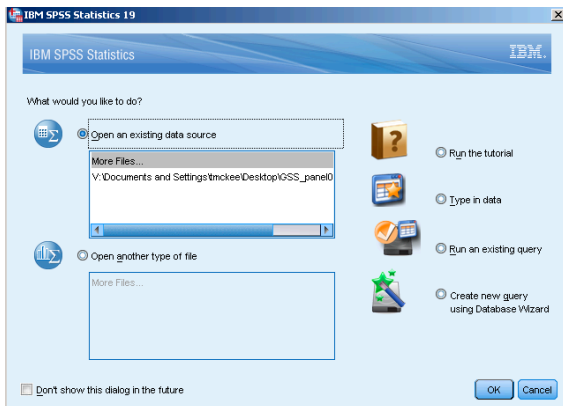 IBM SPSS Statistics 19
IBM SPSS Statistics
IBM.
What would you like to do?
Open an existing data source
More Files...
V:\Documents and Settings\tmckee\Desktop\GSS_panel0
Open another type of file
More Files...
Run the tutorial
Type in data
Run an existing query
Create new query
using Database Wizard
Don't show this dialog in the future
OK
Cancel